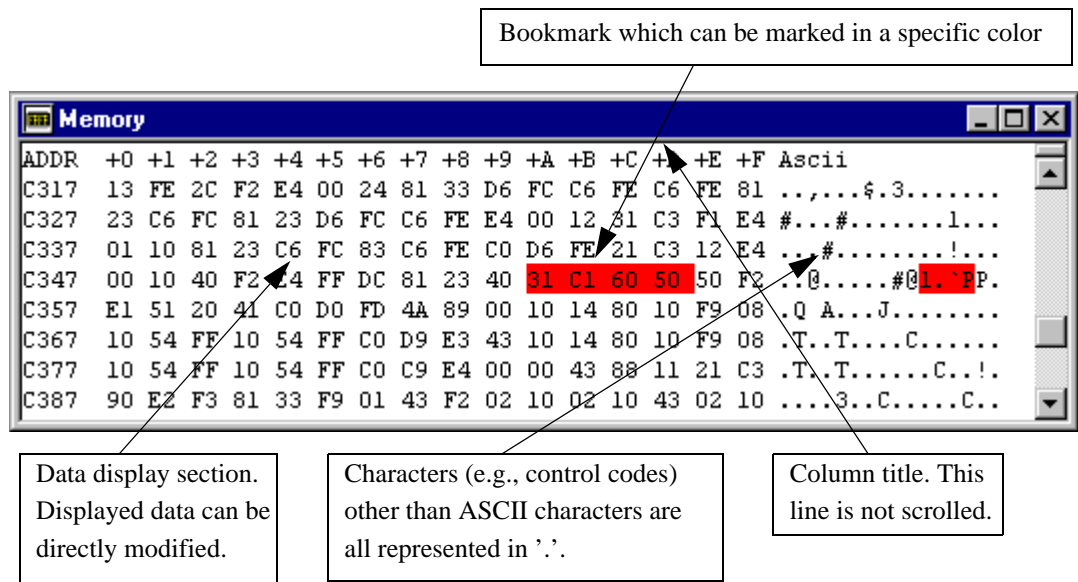 Bookmark which can be marked in a specific color
Memory
ADDR +0 +1 +2 +3 +4 +5 +6 +7 +8 +9 +A +B +C +E +F Ascii
C317 13 FE 2C F2 E4 00 24 81 33 D6 FC C6 FE C6 FE 81 ..,...$.3.......
C327 23 C6 FC 81 23 D6 FC C6 FE E4 00 12 31 C3 F1 E4 #...#.......1...
C337 01 10 81 23 C6 FC 83 C6 FE C0 D6 FE 21 C3 12 E4 ...#........!...
C347 00 10 40 F2 E4 FF DC 81 23 40 31 C1 60 50 50 F2 ..@.....#@1.`PP.
C357 E1 51 20 41 C0 D0 FD 4A 89 00 10 14 80 10 F9 08 .Q A...J........
C367 10 54 FF 10 54 FF C0 D9 E3 43 10 14 80 10 F9 08 .T..T....C......
C377 10 54 FF 10 54 FF C0 C9 E4 00 00 43 88 11 21 C3 .T..T......C..!.
C387 90 E2 F3 81 33 F9 01 43 F2 02 10 02 10 43 02 10 ....3..C.....C..
Data display section.
Displayed data can be
directly modified.
Characters (e.g., control codes)
other than ASCII characters are
all represented in ’.’.
Column title. This
line is not scrolled.